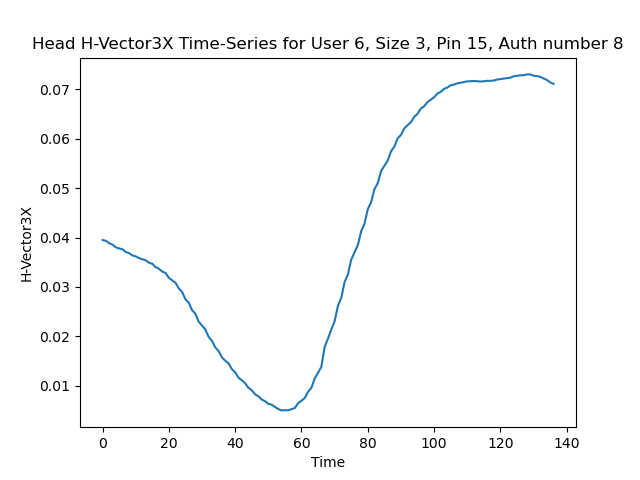 Head H-Vector3X Time-Series for User 6, Size 3, Pin 15, Auth number 8
0.07
0.06
0.05
0.04
0.03
0.02
0.01
H-Vector3X
0 20 40 60 80 100 120 140
Time